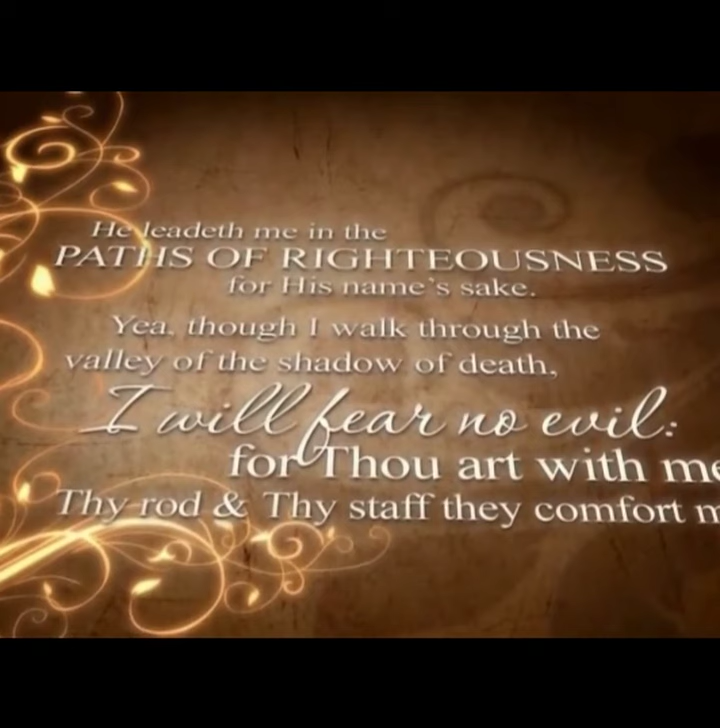 He leadeth me in the
PATHS OF RIGHTEOUSNESS
for His name's sake.
Yea, though I walk through the
valley of the shadow of death,
I will fear no evil:
for Thou art with me
Thy rod & Thy staff they comfort m